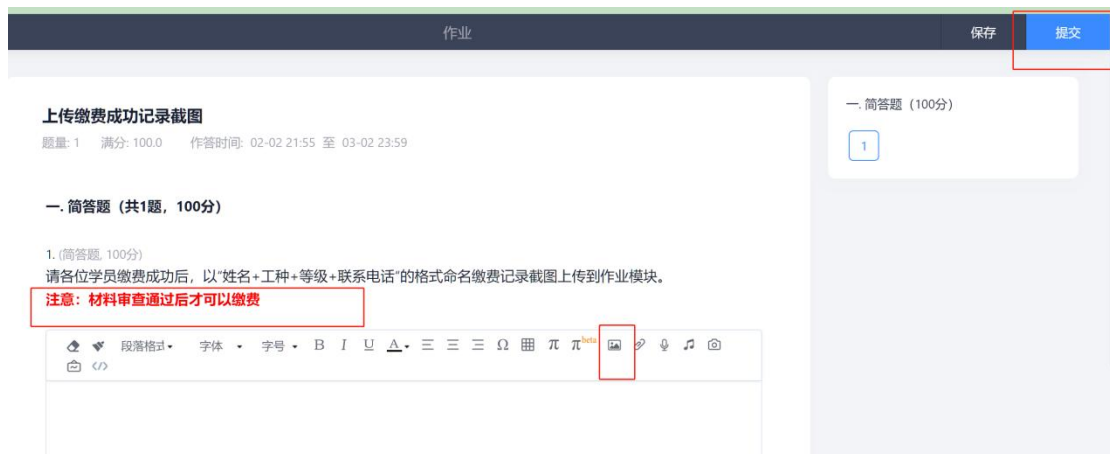 作业
保存
提交
上传缴费成功记录截图
题量: 1 满分: 100.0 作答时间: 02-02 21:55 至 03-02 23:59
一. 简答题（100分）
1
一. 简答题（共1题，100分）
1. (简答题, 100分)
请各位学员缴费成功后，以"姓名+工种+等级+联系电话"的格式命名缴费记录截图上传到作业模块。
注意：材料审查通过后才可以缴费
段落格式 字体 字号 B I U A Ω π π beta